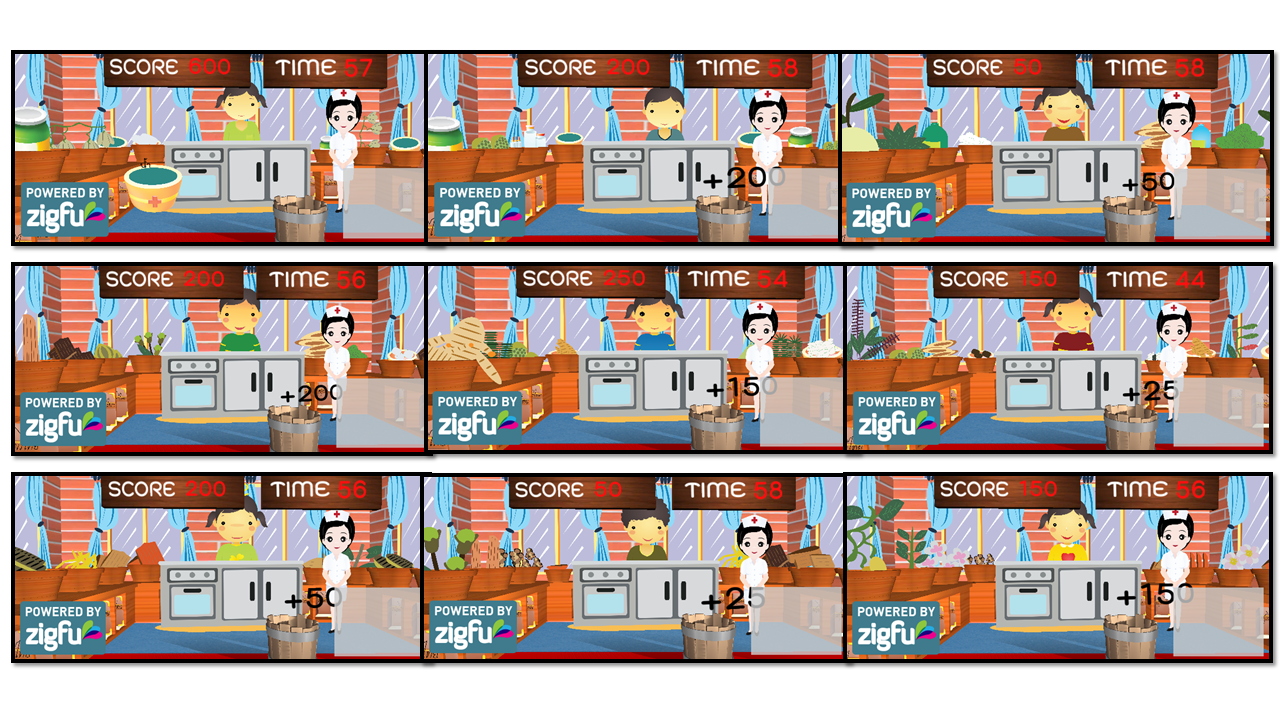 SCORE 600 TIME 57
POWERED BY
zigfu
SCORE 200 TIME 58
+200
POWERED BY
zigfu
SCORE 50 TIME 58
+50
POWERED BY
zigfu
SCORE 200 TIME 56
+200
POWERED BY
zigfu
SCORE 250 TIME 54
+150
POWERED BY
zigfu
SCORE 150 TIME 44
+25
POWERED BY
zigfu
SCORE 200 TIME 56
+50
POWERED BY
zigfu
SCORE 50 TIME 58
+25
POWERED BY
zigfu
SCORE 150 TIME 56
+150
POWERED BY
zigfu